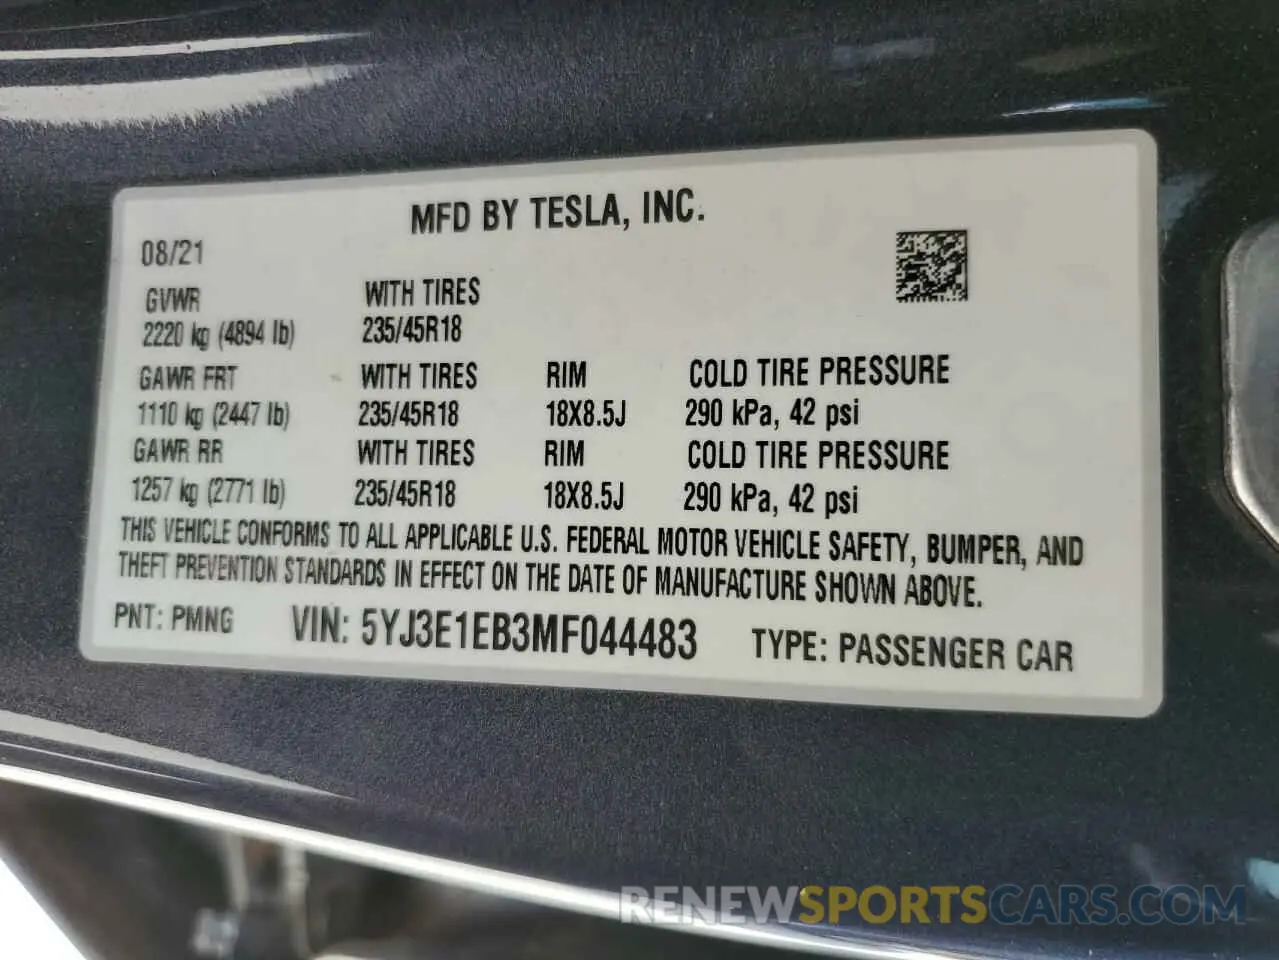 MFD BY TESLA, INC.
08/21
GVWR WITH TIRES
2220 kg (4894 lb) 235/45R18
GAWR FRT WITH TIRES RIM COLD TIRE PRESSURE
1110 kg (2447 lb) 235/45R18 18X8.5J 290 kPa, 42 psi
GAWR RR WITH TIRES RIM COLD TIRE PRESSURE
1257 kg (2771 lb) 235/45R18 18X8.5J 290 kPa, 42 psi
THIS VEHICLE CONFORMS TO ALL APPLICABLE U.S. FEDERAL MOTOR VEHICLE SAFETY, BUMPER, AND
THEFT PREVENTION STANDARDS IN EFFECT ON THE DATE OF MANUFACTURE SHOWN ABOVE.
PNT: PMNG VIN: 5YJ3E1EB3MF044483 TYPE: PASSENGER CAR
RENEWSPORTSCARS.COM